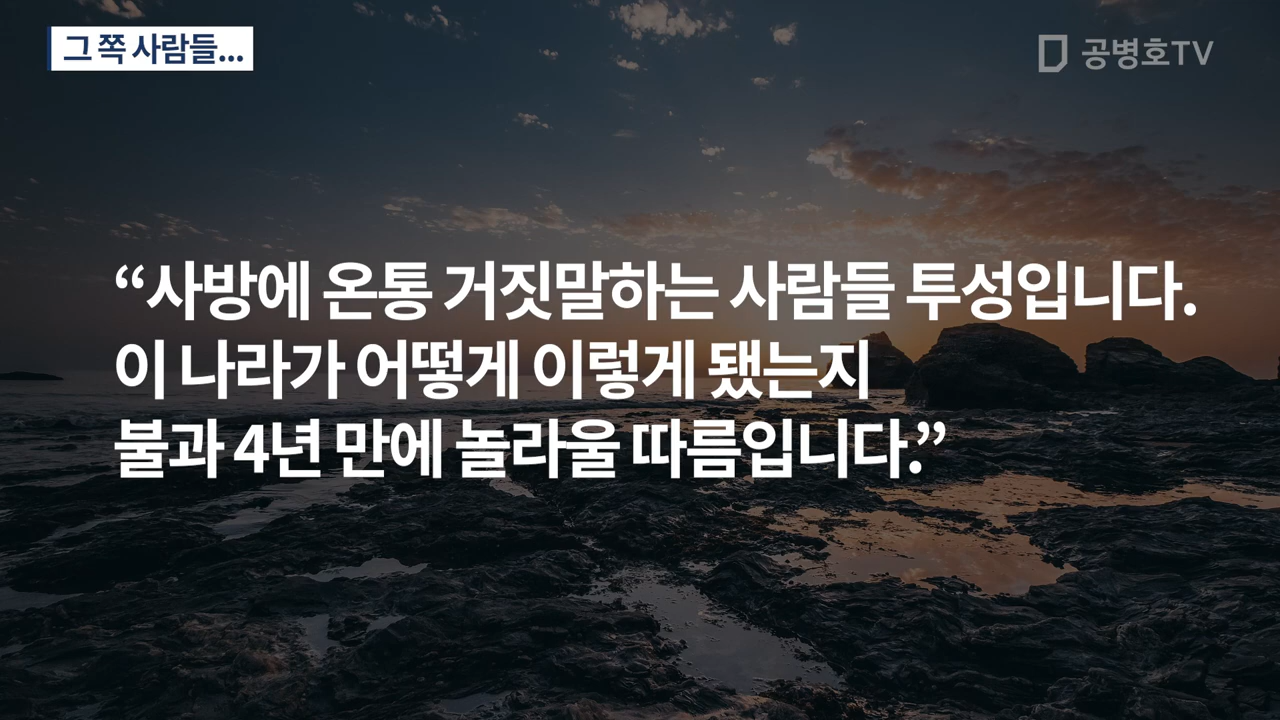 그 쪽 사람들...
공병호TV
“사방에 온통 거짓말하는 사람들 투성입니다.
이 나라가 어떻게 이렇게 됐는지
불과 4년 만에 놀라울 따름입니다.”